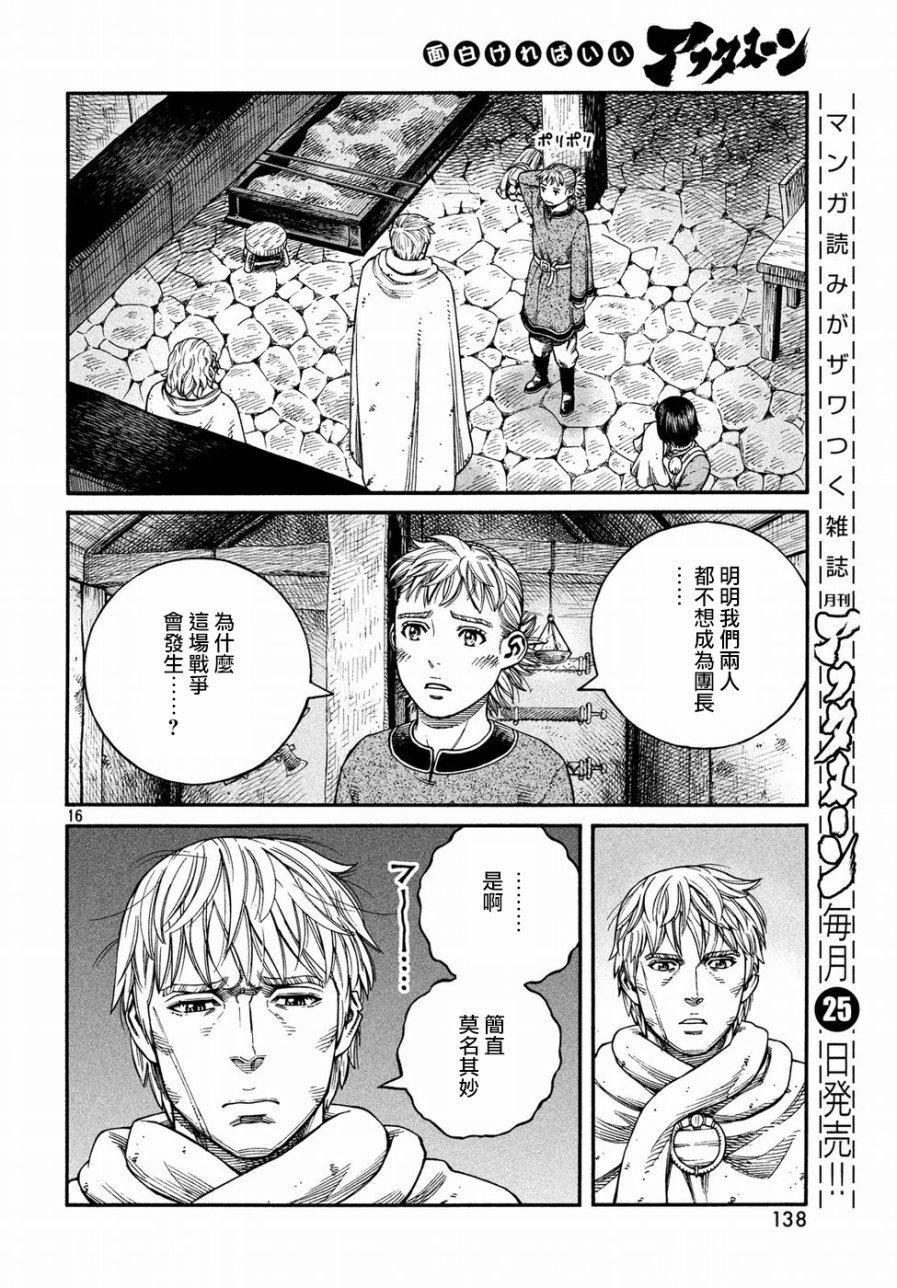 面白ければいい
アフタヌーン
マンガ読みがザワつく雑誌
月刊
アフタヌーン
毎月25日発売!!!
ポリポリ
明明我們兩人
都不想成為團長
……
為什麼
這場戰爭
會發生……?
16
………
是啊
簡直
莫名其妙
フーー…
138